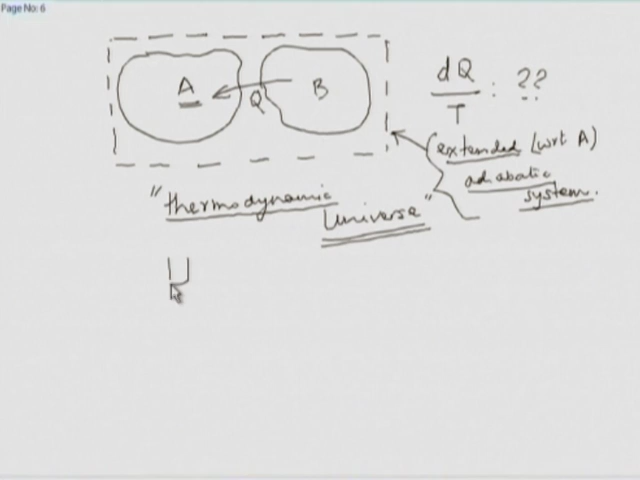 Page No: 6
A
Q
B
dQ
T
: ??
extended (wrt A)
adiabatic
system.
"thermodynamic
Universe"
U